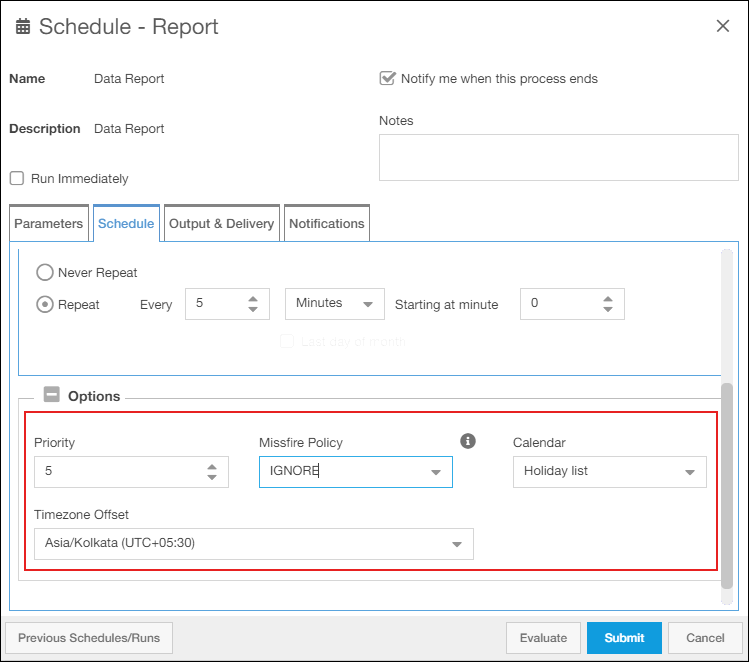 Schedule - Report
Name Data Report
Notify me when this process ends
Description Data Report
Notes
Run Immediately
Parameters Schedule Output & Delivery Notifications
Never Repeat
Repeat Every 5 Minutes Starting at minute 0
Last day of month
Options
Priority Missfire Policy Calendar
5 IGNORE Holiday list
Timezone Offset
Asia/Kolkata (UTC+05:30)
Previous Schedules/Runs Evaluate Submit Cancel